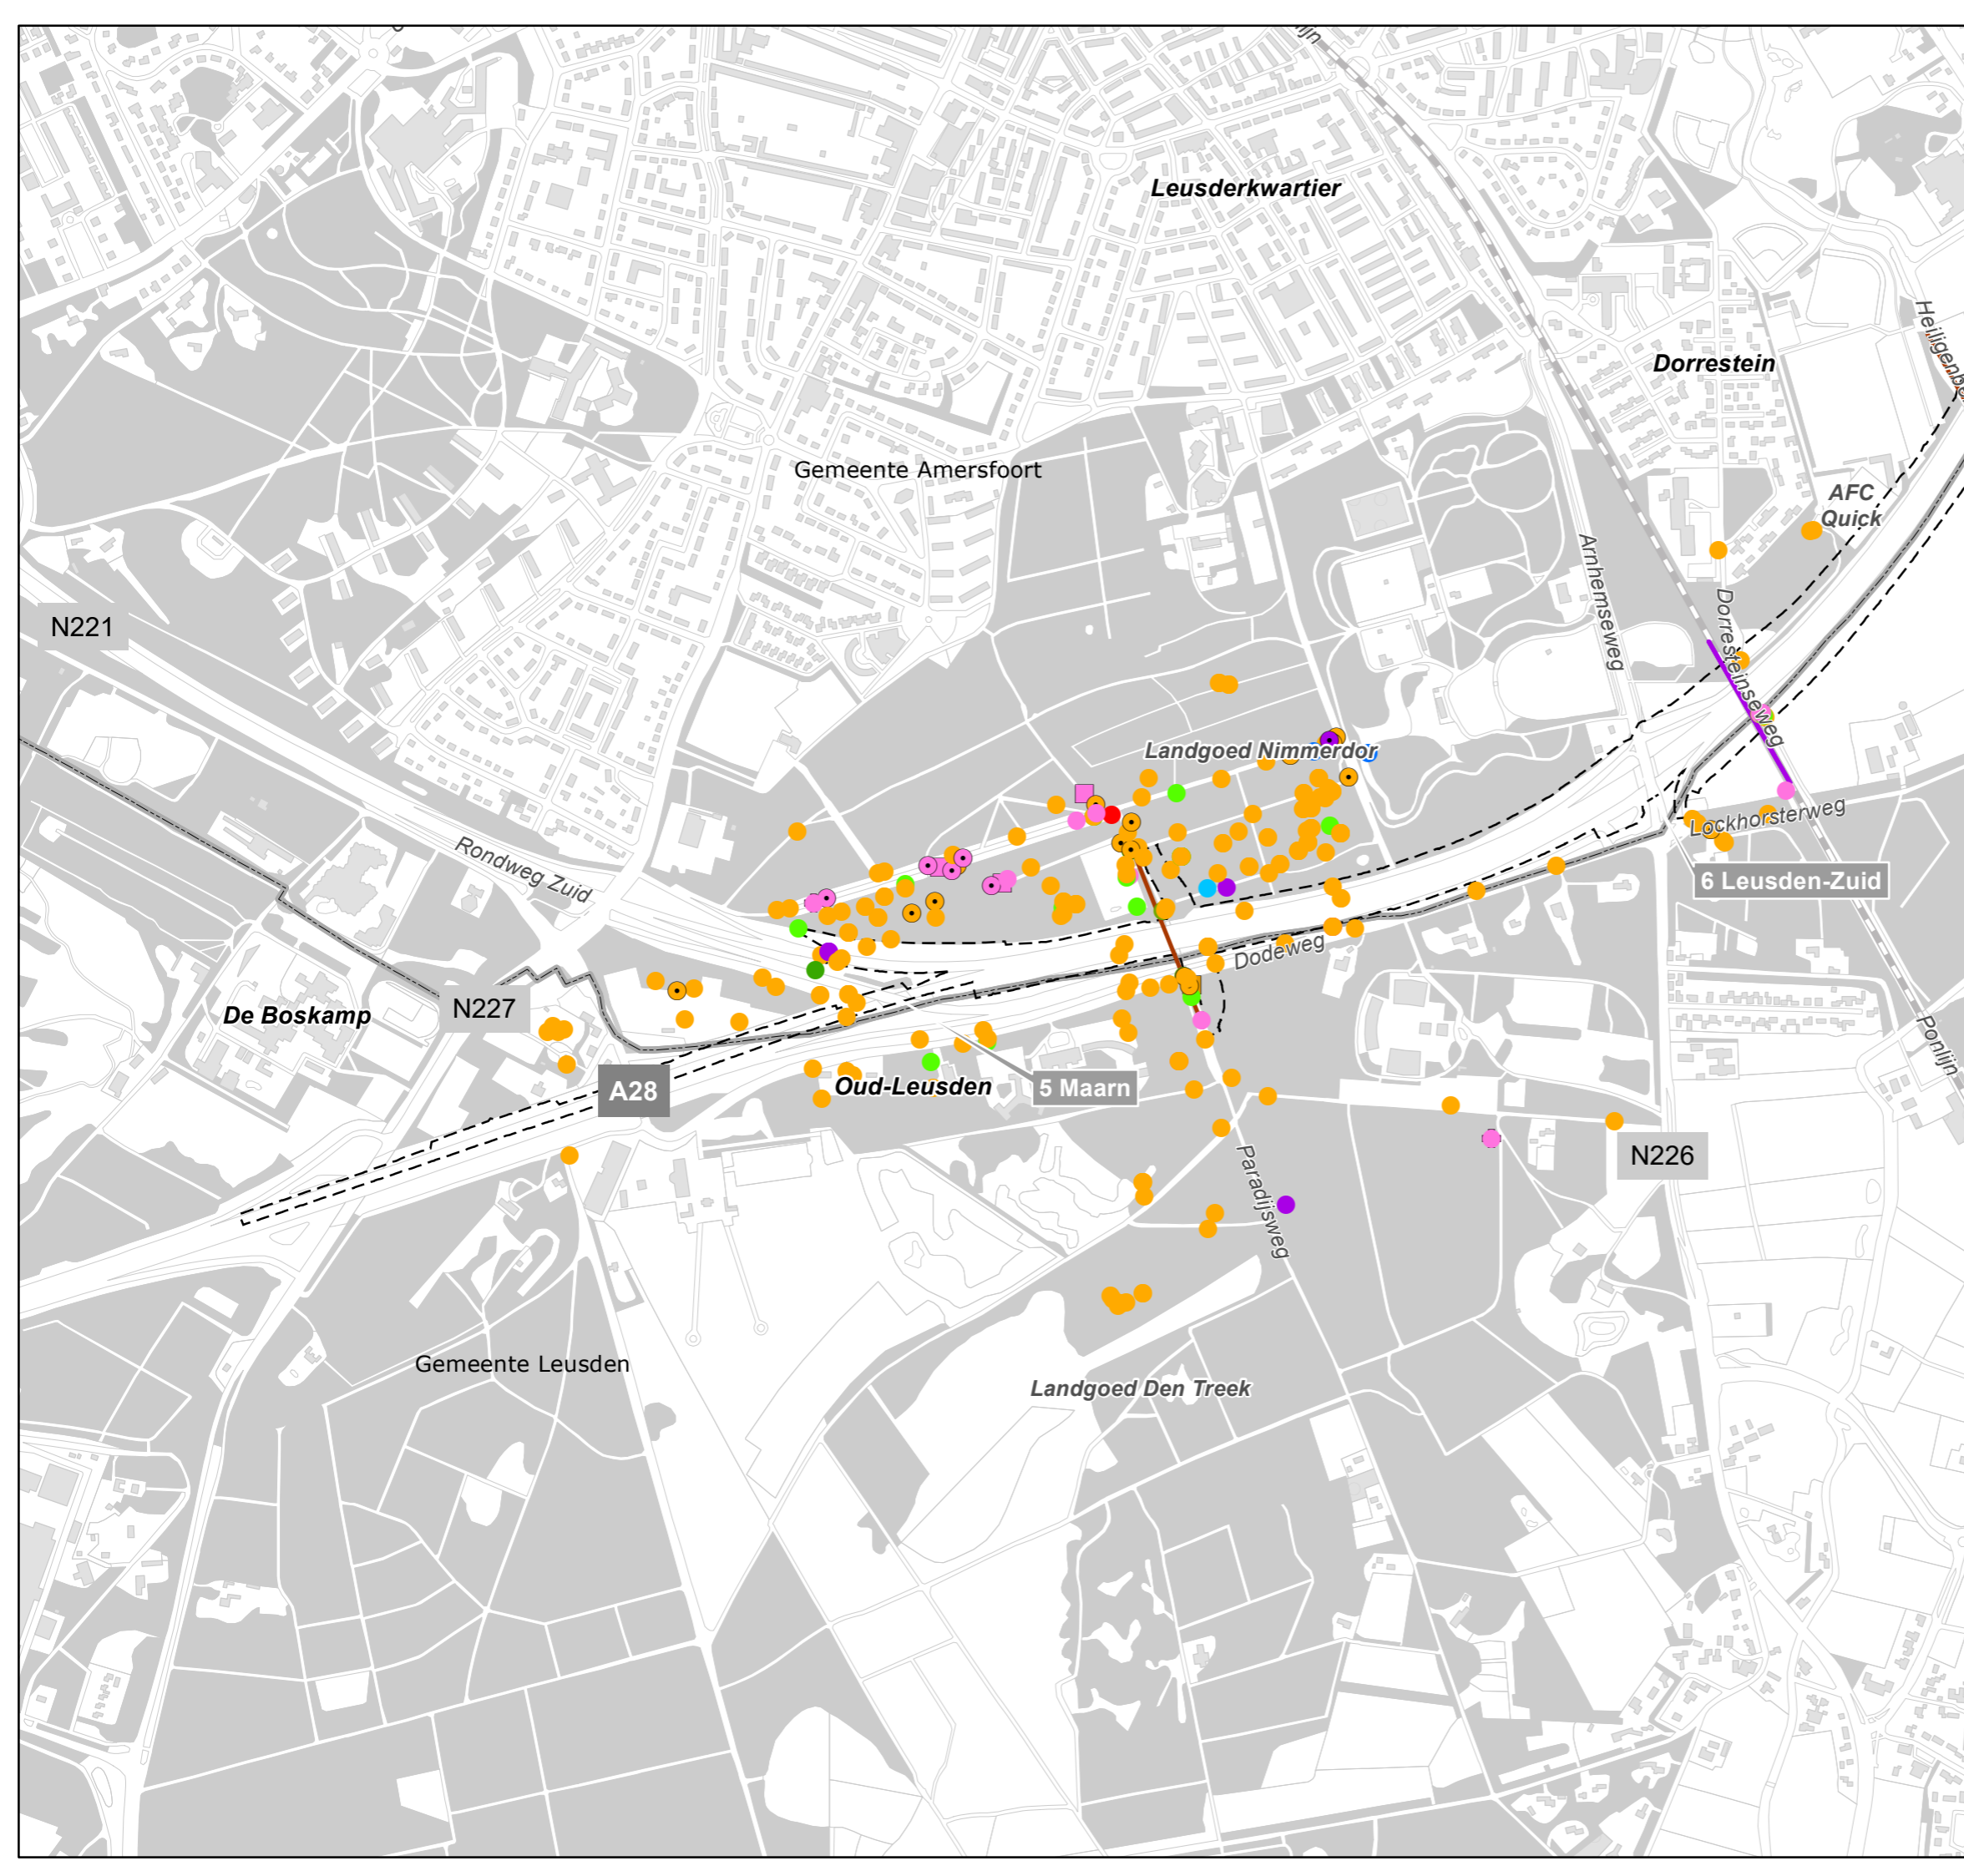 Leusderkwartier
Dorrestein
Gemeente Amersfoort
AFC
Quick
Arnhemseweg
N221
Dorresteinseweg
Landgoed Nimmerdor
Lockhorsterweg
Rondweg Zuid
6 Leusden-Zuid
Dodeweg
N227
De Boskamp
Ponlijn
A28
Oud-Leusden
5 Maarn
N226
Paradijsweg
Gemeente Leusden
Landgoed Den Treek